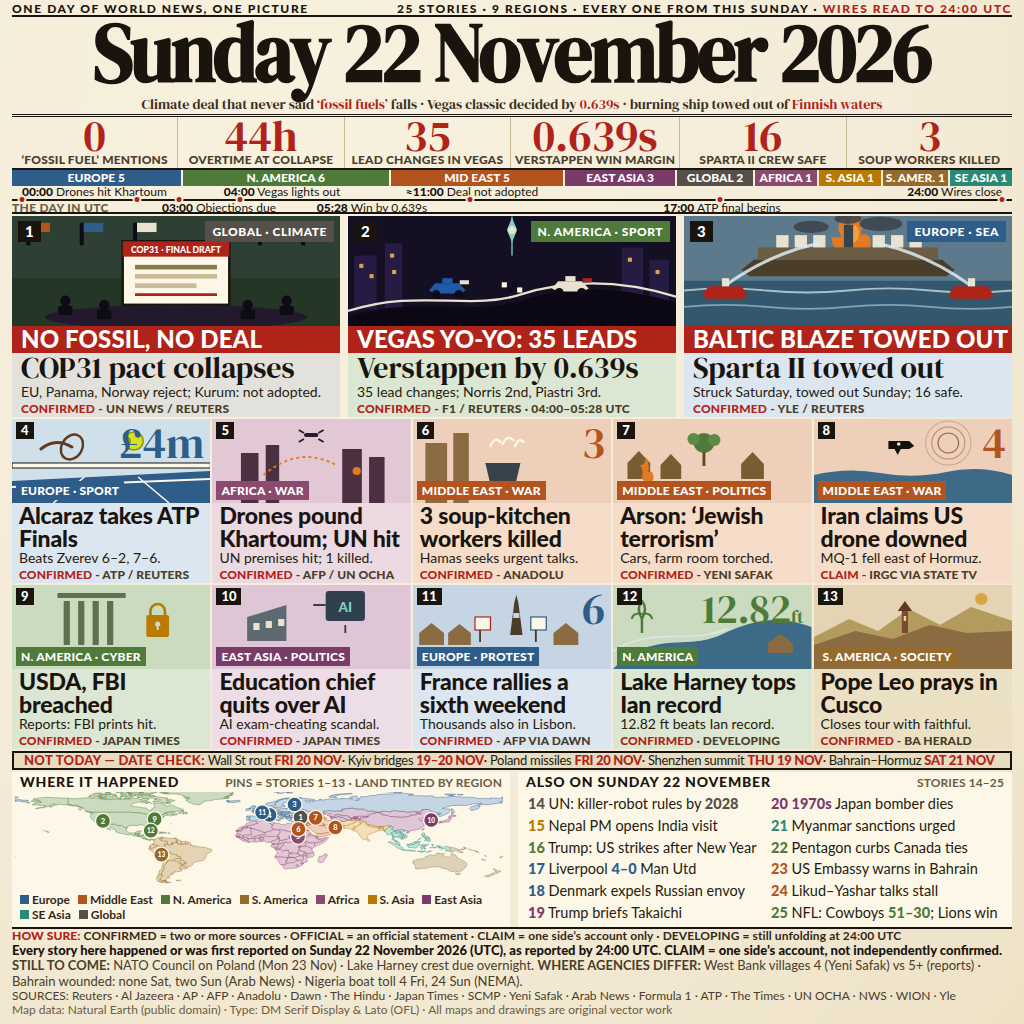 ONE DAY OF WORLD NEWS, ONE PICTURE
25 STORIES · 9 REGIONS · EVERY ONE FROM THIS SUNDAY · WIRES READ TO 24:00 UTC
Sunday 22 November 2026
Climate deal that never said ‘fossil fuels’ falls · Vegas classic decided by 0.639s · burning ship towed out of Finnish waters
0
‘FOSSIL FUEL’ MENTIONS
44h
OVERTIME AT COLLAPSE
35
LEAD CHANGES IN VEGAS
0.639s
VERSTAPPEN WIN MARGIN
16
SPARTA II CREW SAFE
3
SOUP WORKERS KILLED
EUROPE 5
N. AMERICA 6
MID EAST 5
EAST ASIA 3
GLOBAL 2
AFRICA 1
S. ASIA 1
S. AMER. 1
SE ASIA 1
00:00 Drones hit Khartoum
04:00 Vegas lights out
≈11:00 Deal not adopted
24:00 Wires close
THE DAY IN UTC
03:00 Objections due
05:28 Win by 0.639s
17:00 ATP final begins
1
GLOBAL · CLIMATE
COP31 · FINAL DRAFT
NO FOSSIL, NO DEAL
COP31 pact collapses
EU, Panama, Norway reject; Kurum: not adopted.
CONFIRMED - UN NEWS / REUTERS
2
N. AMERICA · SPORT
VEGAS YO-YO: 35 LEADS
Verstappen by 0.639s
35 lead changes; Norris 2nd, Piastri 3rd.
CONFIRMED - F1 / REUTERS · 04:00–05:28 UTC
3
EUROPE · SEA
BALTIC BLAZE TOWED OUT
Sparta II towed out
Struck Saturday, towed out Sunday; 16 safe.
CONFIRMED - YLE / REUTERS
4
£4m
EUROPE · SPORT
Alcaraz takes ATP
Finals
Beats Zverev 6–2, 7–6.
CONFIRMED - ATP / REUTERS
5
AFRICA · WAR
Drones pound
Khartoum; UN hit
UN premises hit; 1 killed.
CONFIRMED - AFP / UN OCHA
6
3
MIDDLE EAST · WAR
3 soup-kitchen
workers killed
Hamas seeks urgent talks.
CONFIRMED - ANADOLU
7
MIDDLE EAST · POLITICS
Arson: ‘Jewish
terrorism’
Cars, farm room torched.
CONFIRMED - YENI SAFAK
8
4
MIDDLE EAST · WAR
Iran claims US
drone downed
MQ-1 fell east of Hormuz.
CLAIM - IRGC VIA STATE TV
9
N. AMERICA · CYBER
USDA, FBI
breached
Reports: FBI prints hit.
CONFIRMED - JAPAN TIMES
10
AI
EAST ASIA · POLITICS
Education chief
quits over AI
AI exam-cheating scandal.
CONFIRMED - JAPAN TIMES
11
6
EUROPE · PROTEST
France rallies a
sixth weekend
Thousands also in Lisbon.
CONFIRMED - AFP VIA DAWN
12
12.82ft
N. AMERICA
Lake Harney tops
Ian record
12.82 ft beats Ian record.
CONFIRMED · DEVELOPING
13
S. AMERICA · SOCIETY
Pope Leo prays in
Cusco
Closes tour with faithful.
CONFIRMED - BA HERALD
NOT TODAY — DATE CHECK: Wall St rout FRI 20 NOV · Kyiv bridges 19–20 NOV · Poland missiles FRI 20 NOV · Shenzhen summit THU 19 NOV · Bahrain–Hormuz SAT 21 NOV
WHERE IT HAPPENED
PINS = STORIES 1–13 · LAND TINTED BY REGION
2
9
12
13
11
3
1
7
6
8
10
Europe
Middle East
N. America
S. America
Africa
S. Asia
East Asia
SE Asia
Global
ALSO ON SUNDAY 22 NOVEMBER
STORIES 14–25
14 UN: killer-robot rules by 2028
15 Nepal PM opens India visit
16 Trump: US strikes after New Year
17 Liverpool 4–0 Man Utd
18 Denmark expels Russian envoy
19 Trump briefs Takaichi
20 1970s Japan bomber dies
21 Myanmar sanctions urged
22 Pentagon curbs Canada ties
23 US Embassy warns in Bahrain
24 Likud–Yashar talks stall
25 NFL: Cowboys 51–30; Lions win
HOW SURE: CONFIRMED = two or more sources · OFFICIAL = an official statement · CLAIM = one side’s account only · DEVELOPING = still unfolding at 24:00 UTC
Every story here happened or was first reported on Sunday 22 November 2026 (UTC), as reported by 24:00 UTC. CLAIM = one side’s account, not independently confirmed.
STILL TO COME: NATO Council on Poland (Mon 23 Nov) · Lake Harney crest due overnight. WHERE AGENCIES DIFFER: West Bank villages 4 (Yeni Safak) vs 5+ (reports) ·
Bahrain wounded: none Sat, two Sun (Arab News) · Nigeria boat toll 4 Fri, 24 Sun (NEMA).
SOURCES: Reuters · Al Jazeera · AP · AFP · Anadolu · Dawn · The Hindu · Japan Times · SCMP · Yeni Safak · Arab News · Formula 1 · ATP · The Times · UN OCHA · NWS · WION · Yle
Map data: Natural Earth (public domain) · Type: DM Serif Display & Lato (OFL) · All maps and drawings are original vector work